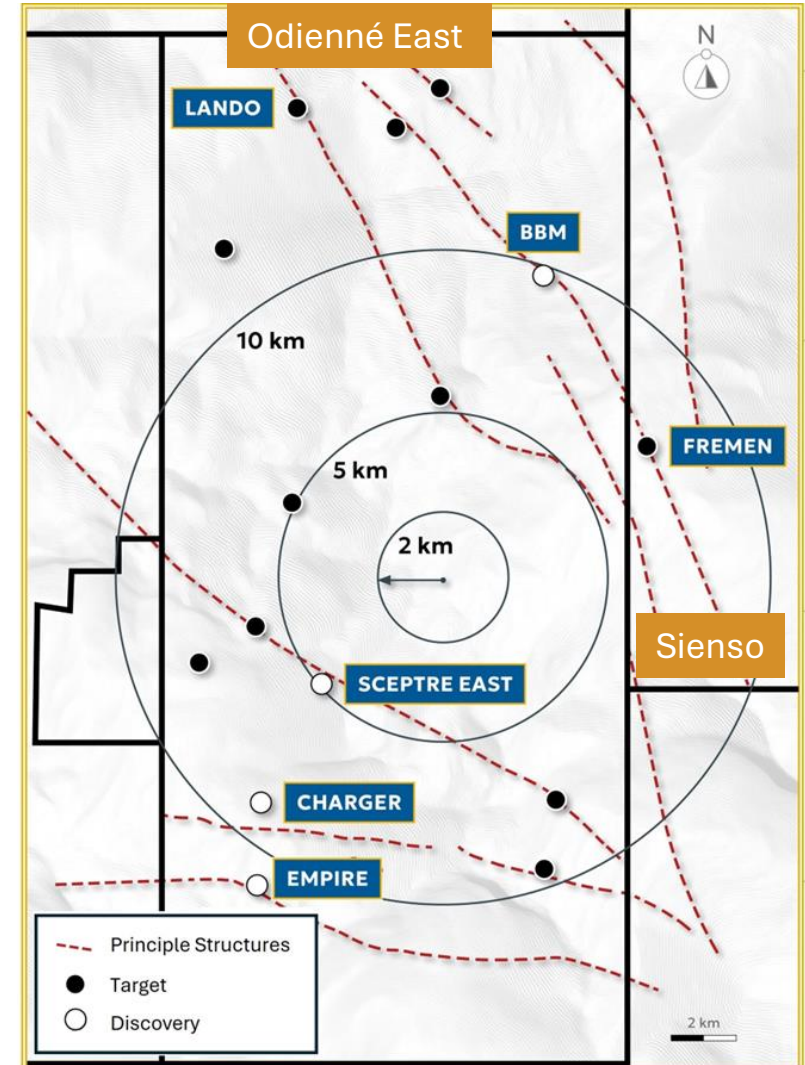 Odienné East
N
LANDO
BBM
10 km
FREMEN
5 km
2 km
Sienso
SCEPTRE EAST
CHARGER
EMPIRE
Principle Structures
Target
Discovery
2 km